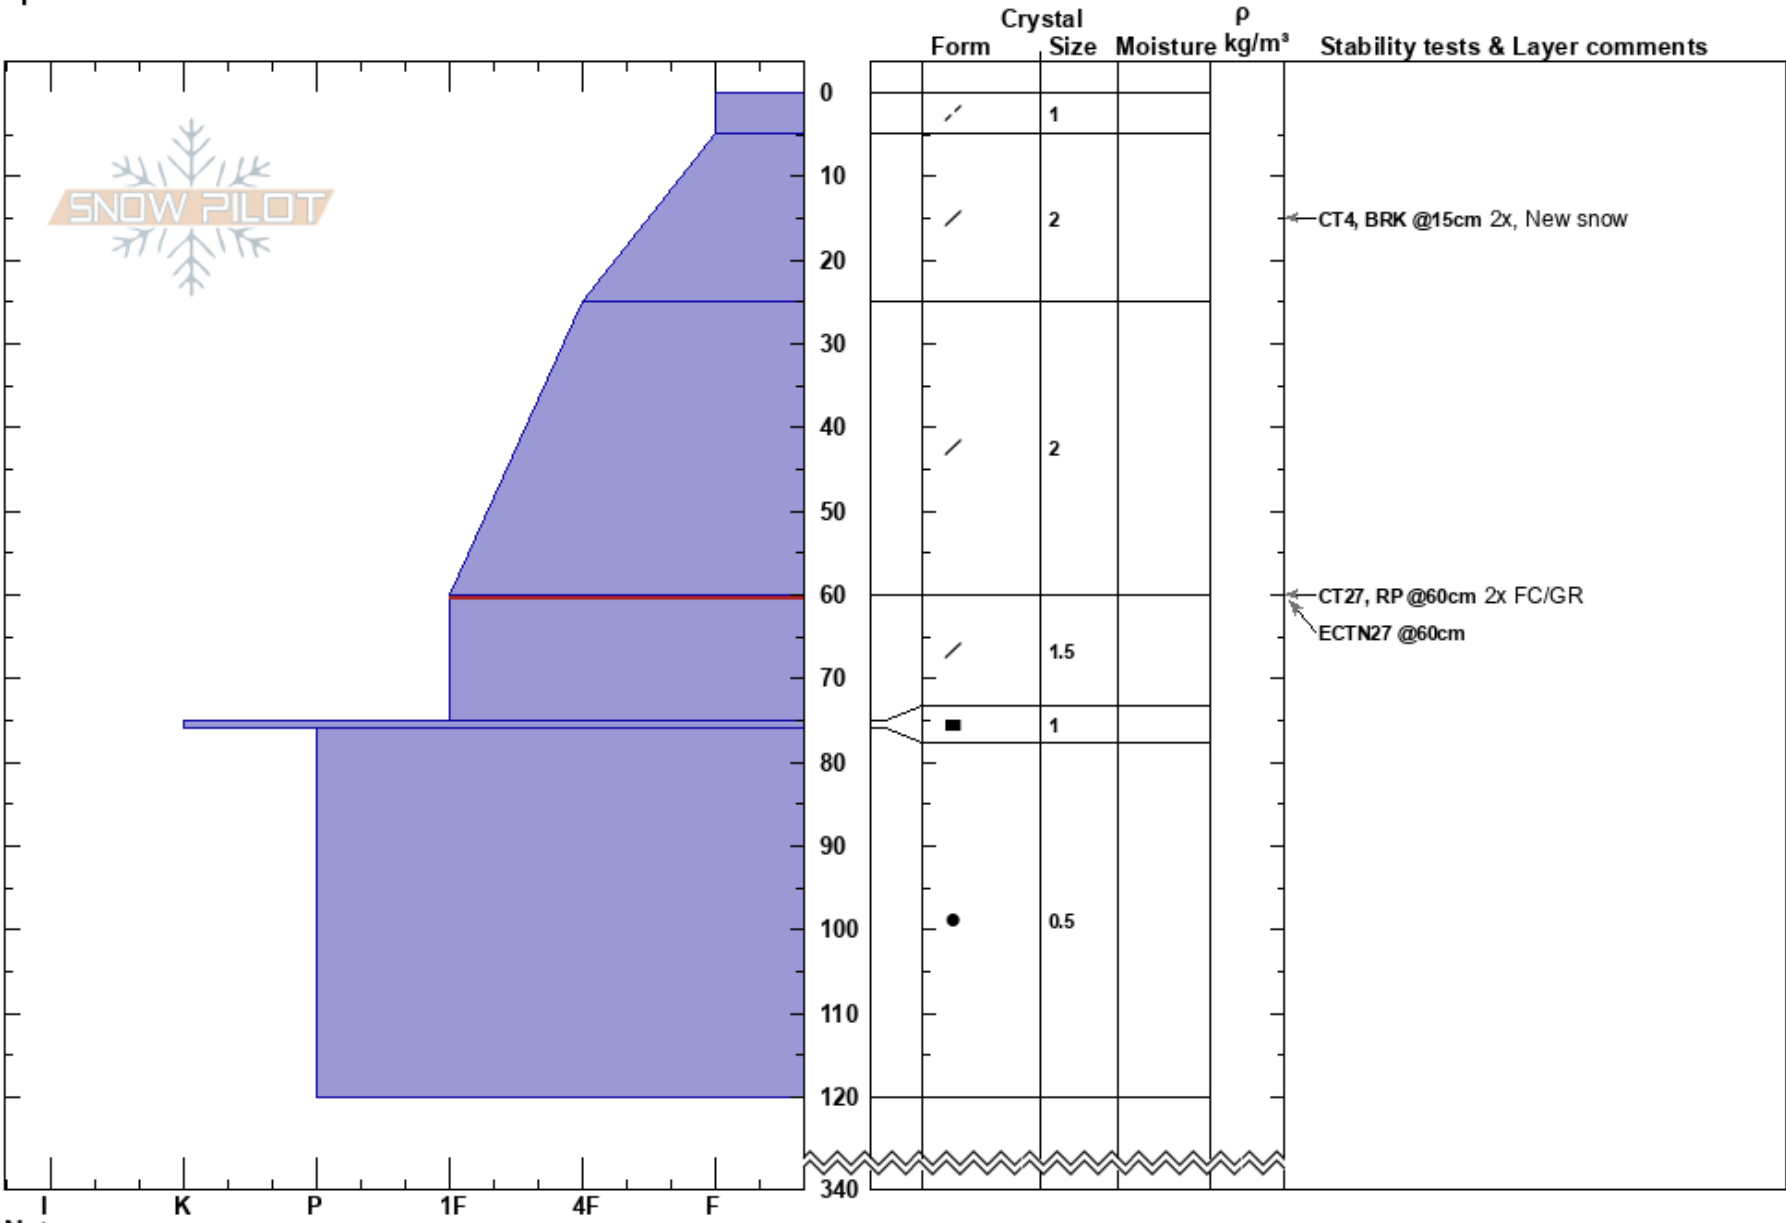 Crystal ρ
Form Size Moisture kg/m³ Stability tests & Layer comments
SNOW PILOT
0
1
10
2
CT4, BRK @15cm 2x, New snow
20
30
40
2
50
60
CT27, RP @60cm 2x FC/GR
ECTN27 @60cm
1.5
70
1
80
90
100
0.5
110
120
340
I K P 1F 4F F